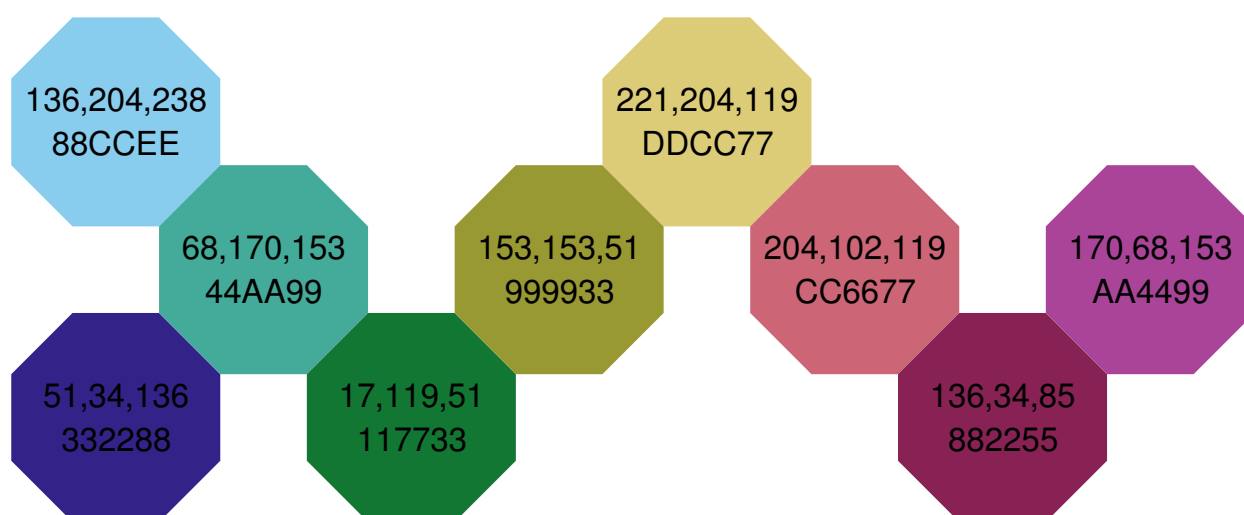 136,204,238
88CCEE
221,204,119
DDCC77
68,170,153
44AA99
153,153,51
999933
204,102,119
CC6677
170,68,153
AA4499
51,34,136
332288
17,119,51
117733
136,34,85
882255